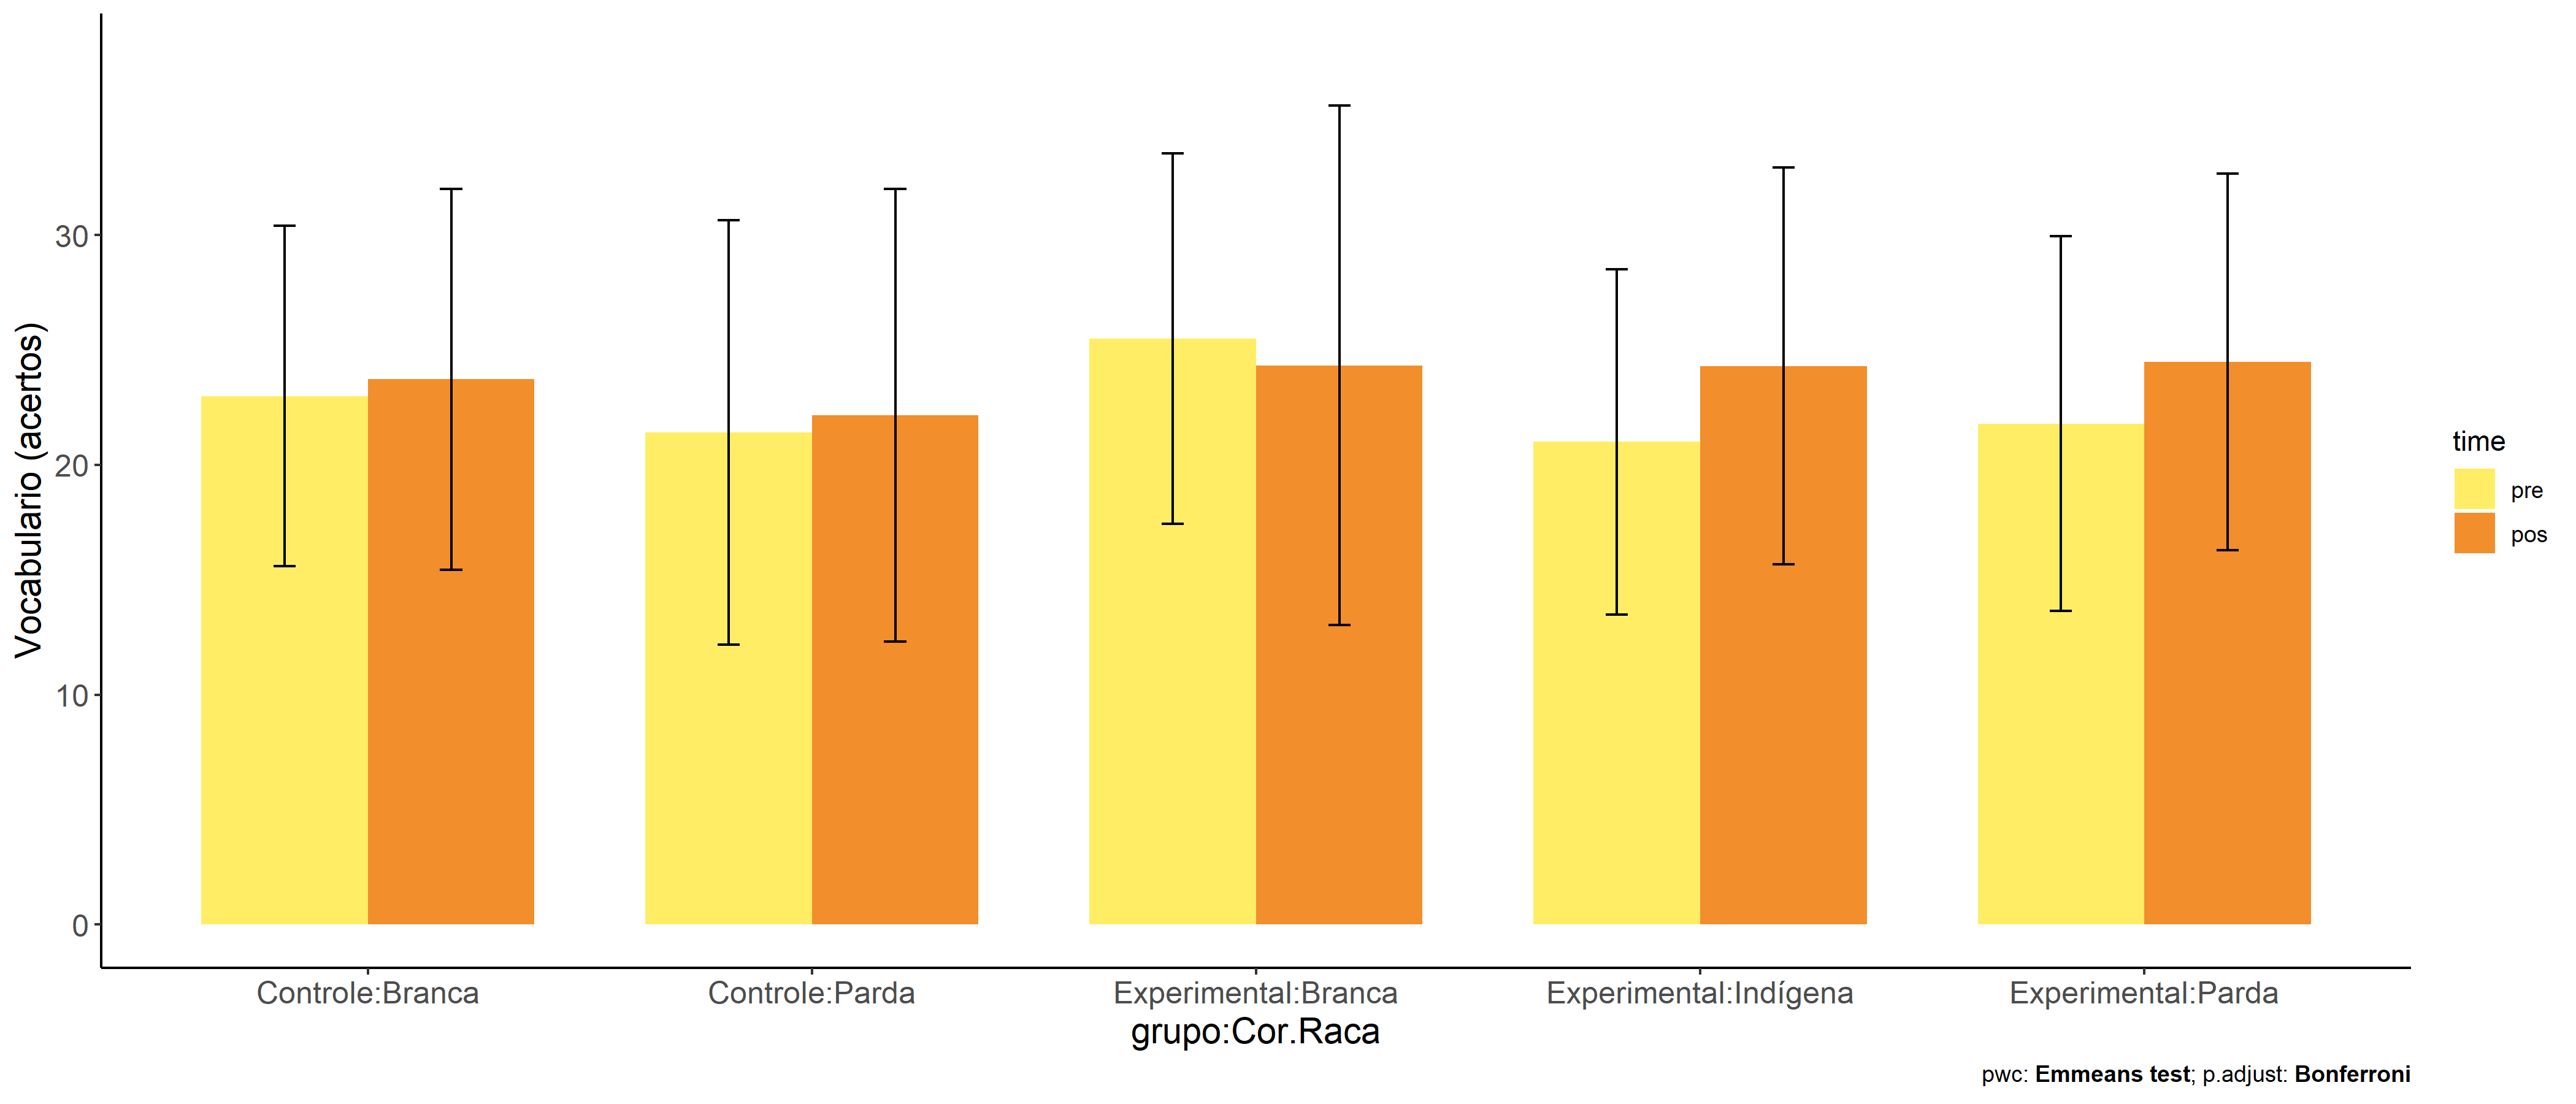 Vocabulario (acertos)
30
20
10
0
Controle:Branca
Controle:Parda
Experimental:Branca
Experimental:Indígena
Experimental:Parda
grupo:Cor.Raca
time
pre
pos
pwc: Emmeans test; p.adjust: Bonferroni